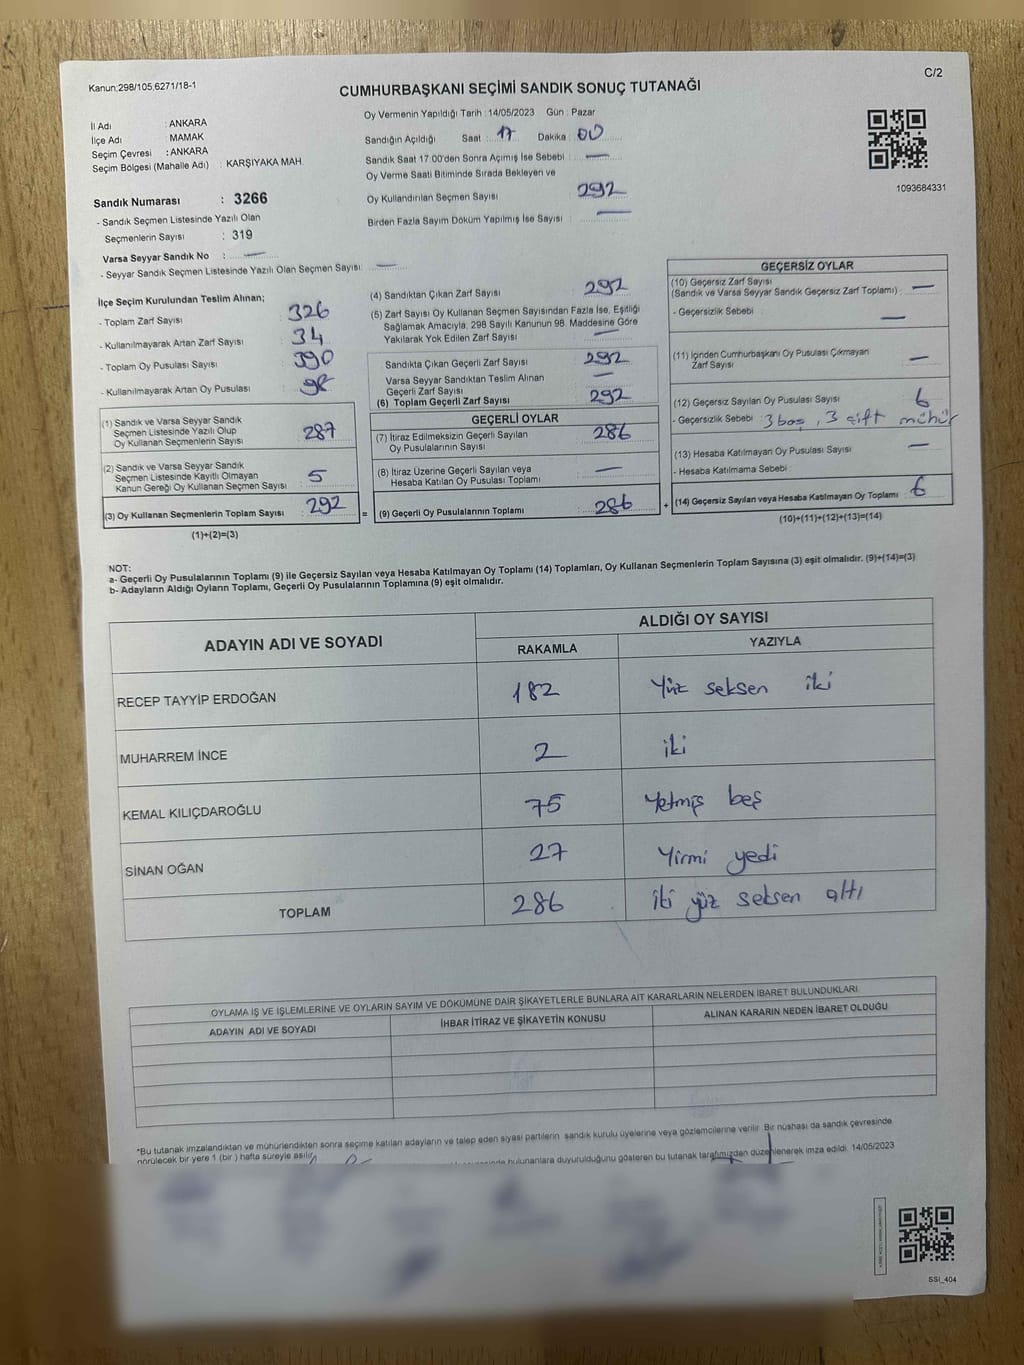 Kanun:298/105,6271/18-1
C/2
CUMHURBAŞKANI SEÇİMİ SANDIK SONUÇ TUTANAĞI
Oy Vermenin Yapıldığı Tarih : 14/05/2023 Gün : Pazar
İl Adı : ANKARA
İlçe Adı : MAMAK
Seçim Çevresi : ANKARA
Seçim Bölgesi (Mahalle Adı) : KARŞIYAKA MAH.
Sandığın Açıldığı Saat : 17 Dakika : 00
Sandık Saat 17:00'den Sonra Açımış İse Sebebi : —
Oy Verme Saati Bitiminde Sırada Bekleyen ve
Oy Kullandırılan Seçmen Sayısı : 292
Birden Fazla Sayım Döküm Yapılmış İse Sayısı : —
1093684331
Sandık Numarası : 3266
- Sandık Seçmen Listesinde Yazılı Olan
Seçmenlerin Sayısı : 319
Varsa Seyyar Sandık No : —
- Seyyar Sandık Seçmen Listesinde Yazılı Olan Seçmen Sayısı: —
İlçe Seçim Kurulundan Teslim Alınan;
- Toplam Zarf Sayısı : 326
- Kullanılmayarak Artan Zarf Sayısı : 34
- Toplam Oy Pusulası Sayısı : 390
- Kullanılmayarak Artan Oy Pusulası : 98
(1) Sandık ve Varsa Seyyar Sandık
Seçmen Listesinde Yazılı Olup
Oy Kullanan Seçmenlerin Sayısı : 287
(2) Sandık ve Varsa Seyyar Sandık
Seçmen Listesinde Kayıtlı Olmayan
Kanun Gereği Oy Kullanan Seçmen Sayısı : 5
(3) Oy Kullanan Seçmenlerin Toplam Sayısı : 292
(1)+(2)=(3)
(4) Sandıktan Çıkan Zarf Sayısı : 292
(5) Zarf Sayısı Oy Kullanan Seçmen Sayısından Fazla İse, Eşitliği
Sağlamak Amacıyla, 298 Sayılı Kanunun 98. Maddesine Göre
Yakılarak Yok Edilen Zarf Sayısı : —
Sandıkta Çıkan Geçerli Zarf Sayısı : 292
Varsa Seyyar Sandıktan Teslim Alınan
Geçerli Zarf Sayısı : —
(6) Toplam Geçerli Zarf Sayısı : 292
GEÇERLİ OYLAR
(7) İtiraz Edilmeksizin Geçerli Sayılan
Oy Pusulalarının Sayısı : 286
(8) İtiraz Üzerine Geçerli Sayılan veya
Hesaba Katılan Oy Pusulası Toplamı : —
= (9) Geçerli Oy Pusulalarının Toplamı : 286
GEÇERSİZ OYLAR
(10) Geçersiz Zarf Sayısı
(Sandık ve Varsa Seyyar Sandık Geçersiz Zarf Toplamı) : —
- Geçersizlik Sebebi : —
(11) İçinden Cumhurbaşkanı Oy Pusulası Çıkmayan
Zarf Sayısı : —
(12) Geçersiz Sayılan Oy Pusulası Sayısı : 6
- Geçersizlik Sebebi : 3 boş, 3 çift mühür
(13) Hesaba Katılmayan Oy Pusulası Sayısı : —
- Hesaba Katılmama Sebebi :
+ (14) Geçersiz Sayılan veya Hesaba Katılmayan Oy Toplamı : 6
(10)+(11)+(12)+(13)=(14)
NOT:
a- Geçerli Oy Pusulalarının Toplamı (9) ile Geçersiz Sayılan veya Hesaba Katılmayan Oy Toplamı (14) Toplamları, Oy Kullanan Seçmenlerin Toplam Sayısına (3) eşit olmalıdır. (9)+(14)=(3)
b- Adayların Aldığı Oyların Toplamı, Geçerli Oy Pusulalarının Toplamına (9) eşit olmalıdır.
ADAYIN ADI VE SOYADI
ALDIĞI OY SAYISI
RAKAMLA YAZIYLA
RECEP TAYYİP ERDOĞAN 182 Yüz seksen iki
MUHARREM İNCE 2 iki
KEMAL KILIÇDAROĞLU 75 Yetmiş beş
SİNAN OĞAN 27 Yirmi yedi
TOPLAM 286 iki yüz seksen altı
OYLAMA İŞ VE İŞLEMLERİNE VE OYLARIN SAYIM VE DÖKÜMÜNE DAİR ŞİKAYETLERLE BUNLARA AİT KARARLARIN NELERDEN İBARET BULUNDUKLARI
ADAYIN ADI VE SOYADI İHBAR İTİRAZ VE ŞİKAYETİN KONUSU ALINAN KARARIN NEDEN İBARET OLDUĞU
*Bu tutanak imzalandıktan ve mühürlendikten sonra seçime katılan adayların ve talep eden siyasi partilerin sandık kurulu üyelerine veya gözlemcilerine verilir. Bir nüshası da sandık çevresinde
görülecek bir yere 1 (bir) hafta süreyle asılır. bulunanlara duyurulduğunu gösteren bu tutanak tarafımızdan düzenlenerek imza edildi. 14/05/2023
SSI_404